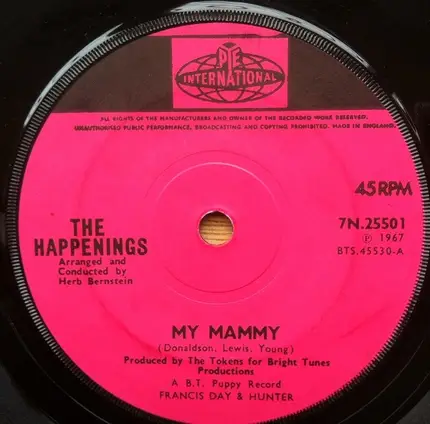 PYE
INTERNATIONAL
ALL RIGHTS OF THE MANUFACTURERS AND OWNER OF THE RECORDED WORK RESERVED.
UNAUTHORISED PUBLIC PERFORMANCE, BROADCASTING AND COPYING PROHIBITED. MADE IN ENGLAND.
45 RPM
THE
HAPPENINGS
Arranged and
Conducted by
Herb Bernstein
7N.25501
Ⓟ 1967
BTS.45530-A
MY MAMMY
(Donaldson, Lewis, Young)
Produced by The Tokens for Bright Tunes
Productions
A B.T. Puppy Record
FRANCIS DAY & HUNTER